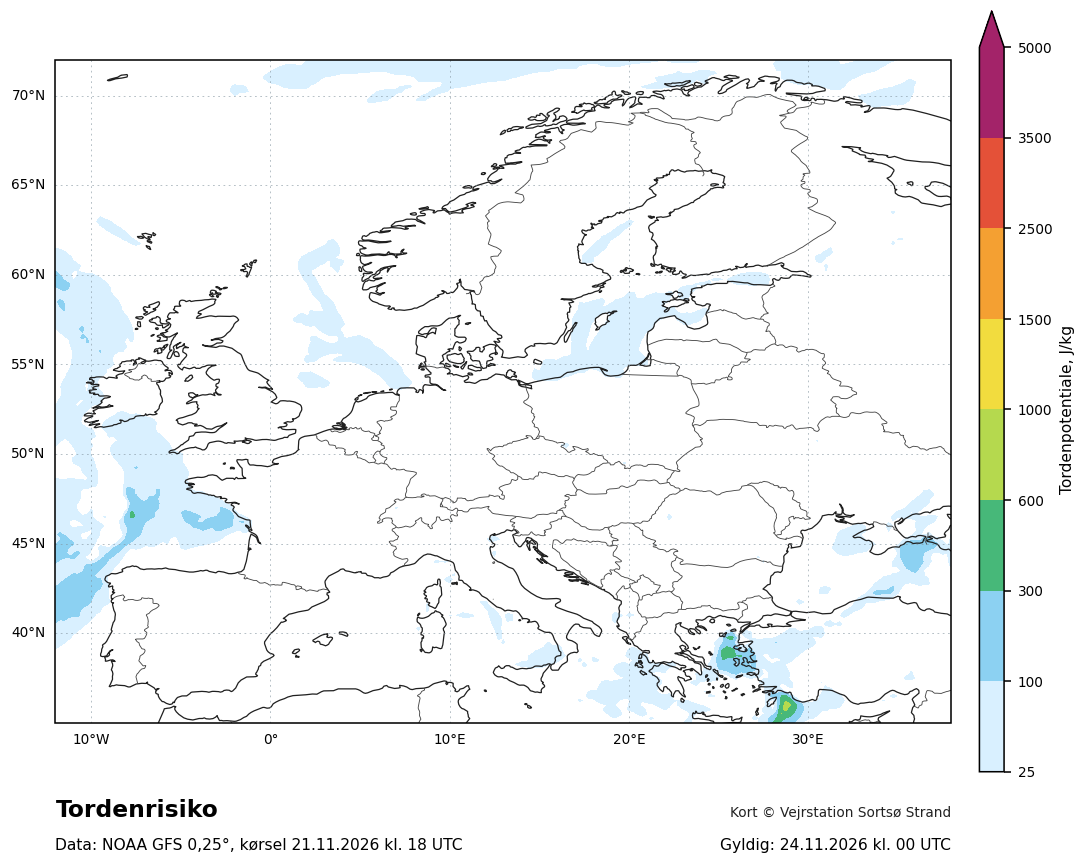 70°N
65°N
60°N
55°N
50°N
45°N
40°N
10°W
0°
10°E
20°E
30°E
5000
3500
2500
1500
1000
600
300
100
25
Tordenpotentiale, J/kg
Tordenrisiko
Kort © Vejrstation Sortsø Strand
Data: NOAA GFS 0,25°, kørsel 21.11.2026 kl. 18 UTC
Gyldig: 24.11.2026 kl. 00 UTC